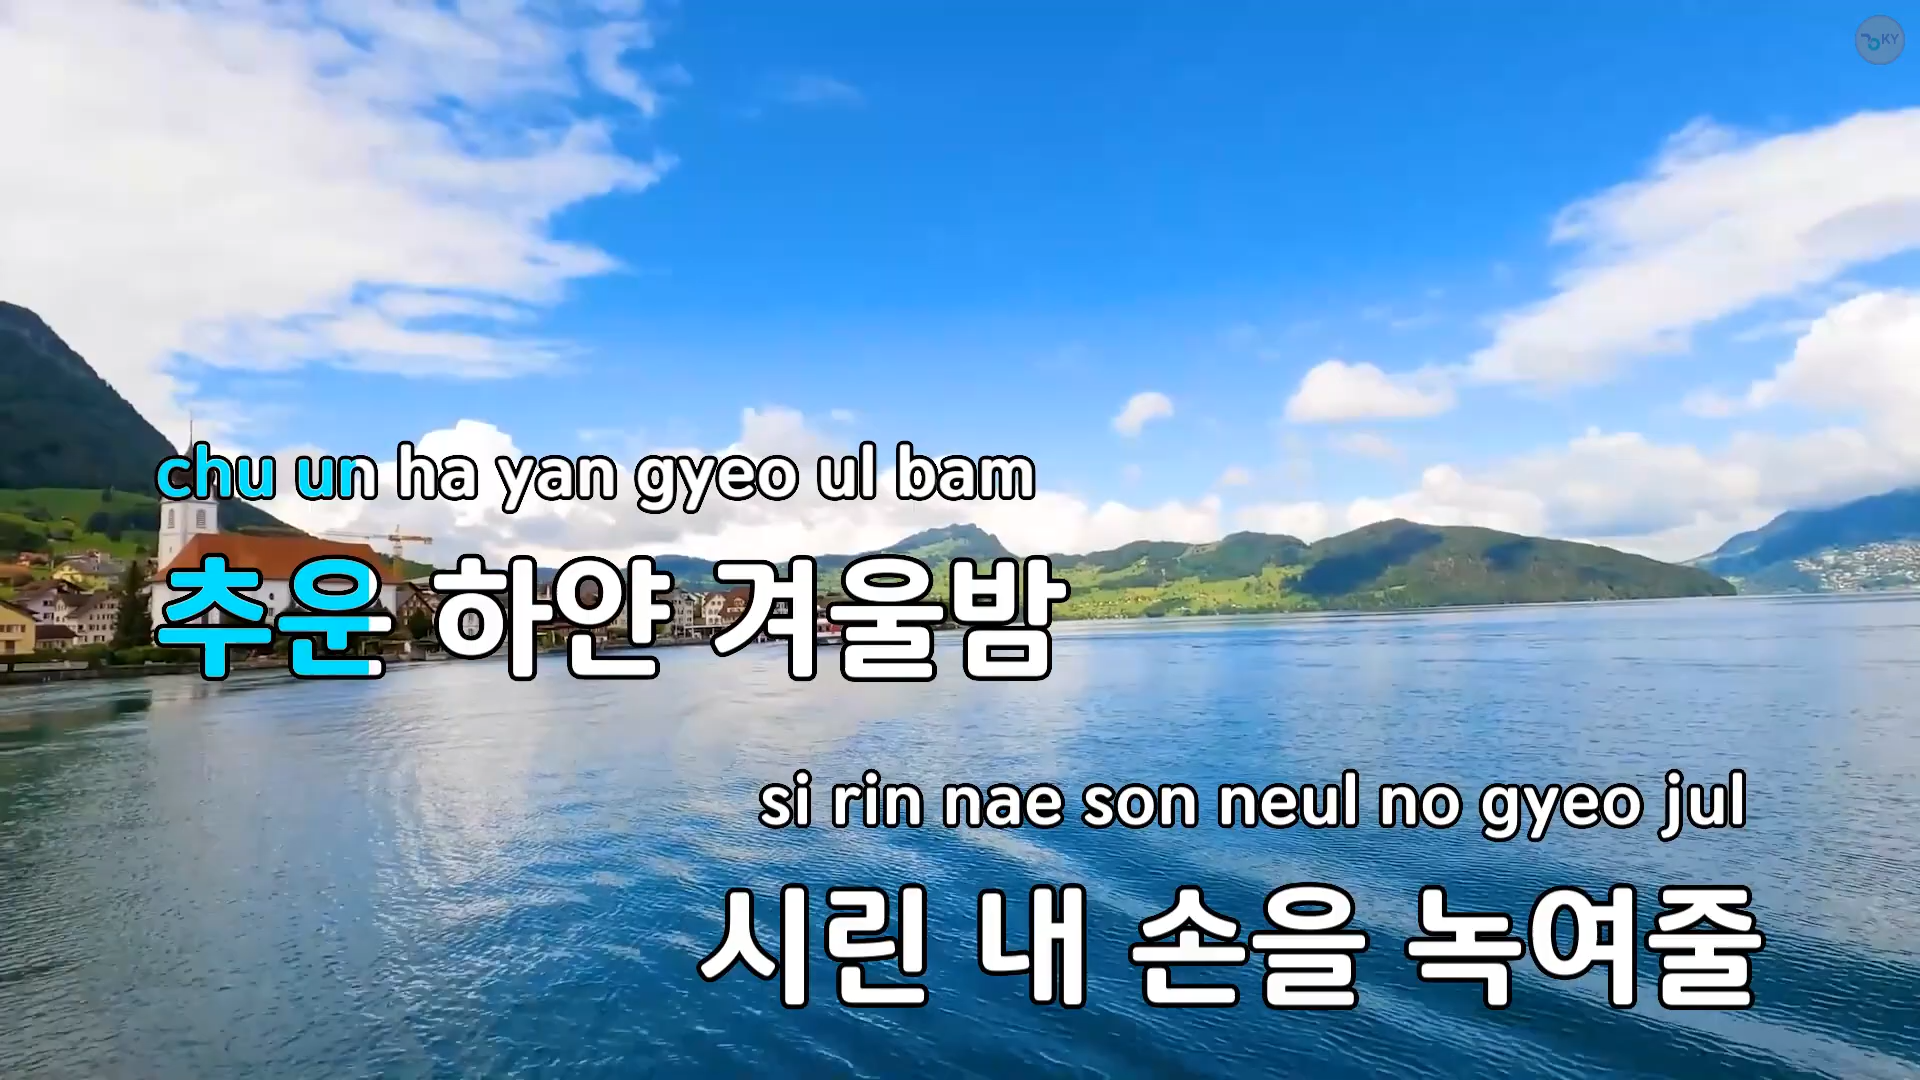 KY
chu un ha yan gyeo ul bam
추운 하얀 겨울밤
si rin nae son neul no gyeo jul
시린 내 손을 녹여줄